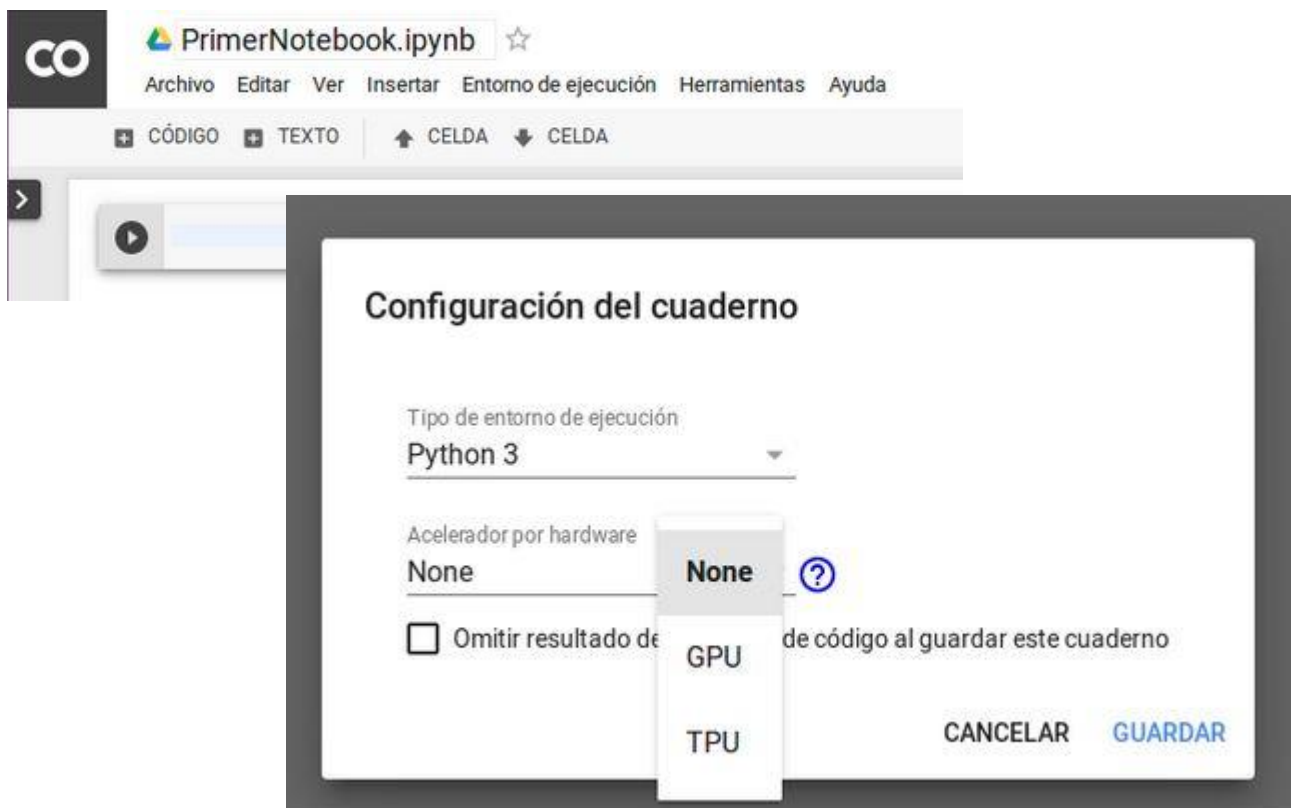 CO
PrimerNotebook.ipynb
Archivo Editar Ver Insertar Entorno de ejecución Herramientas Ayuda
CÓDIGO TEXTO CELDA CELDA
Configuración del cuaderno
Tipo de entorno de ejecución
Python 3
Acelerador por hardware
None
None
GPU
TPU
Omitir resultado de de código al guardar este cuaderno
CANCELAR GUARDAR